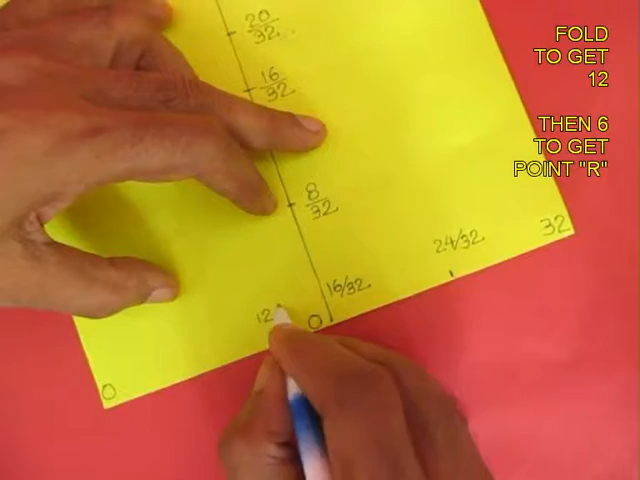 FOLD
TO GET
12
THEN 6
TO GET
POINT "R"
20/32
16/32
8/32
24/32
32
16/32
12
0
0